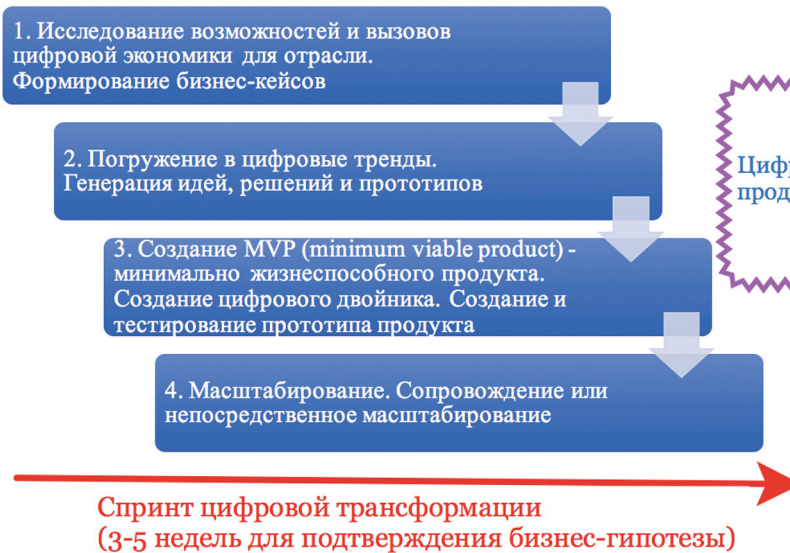 1. Исследование возможностей и вызовов
цифровой экономики для отрасли.
Формирование бизнес-кейсов
2. Погружение в цифровые тренды.
Генерация идей, решений и прототипов
3. Создание MVP (minimum viable product) -
минимально жизнеспособного продукта.
Создание цифрового двойника. Создание и
тестирование прототипа продукта
4. Масштабирование. Сопровождение или
непосредственное масштабирование
Спринт цифровой трансформации
(3-5 недель для подтверждения бизнес-гипотезы)